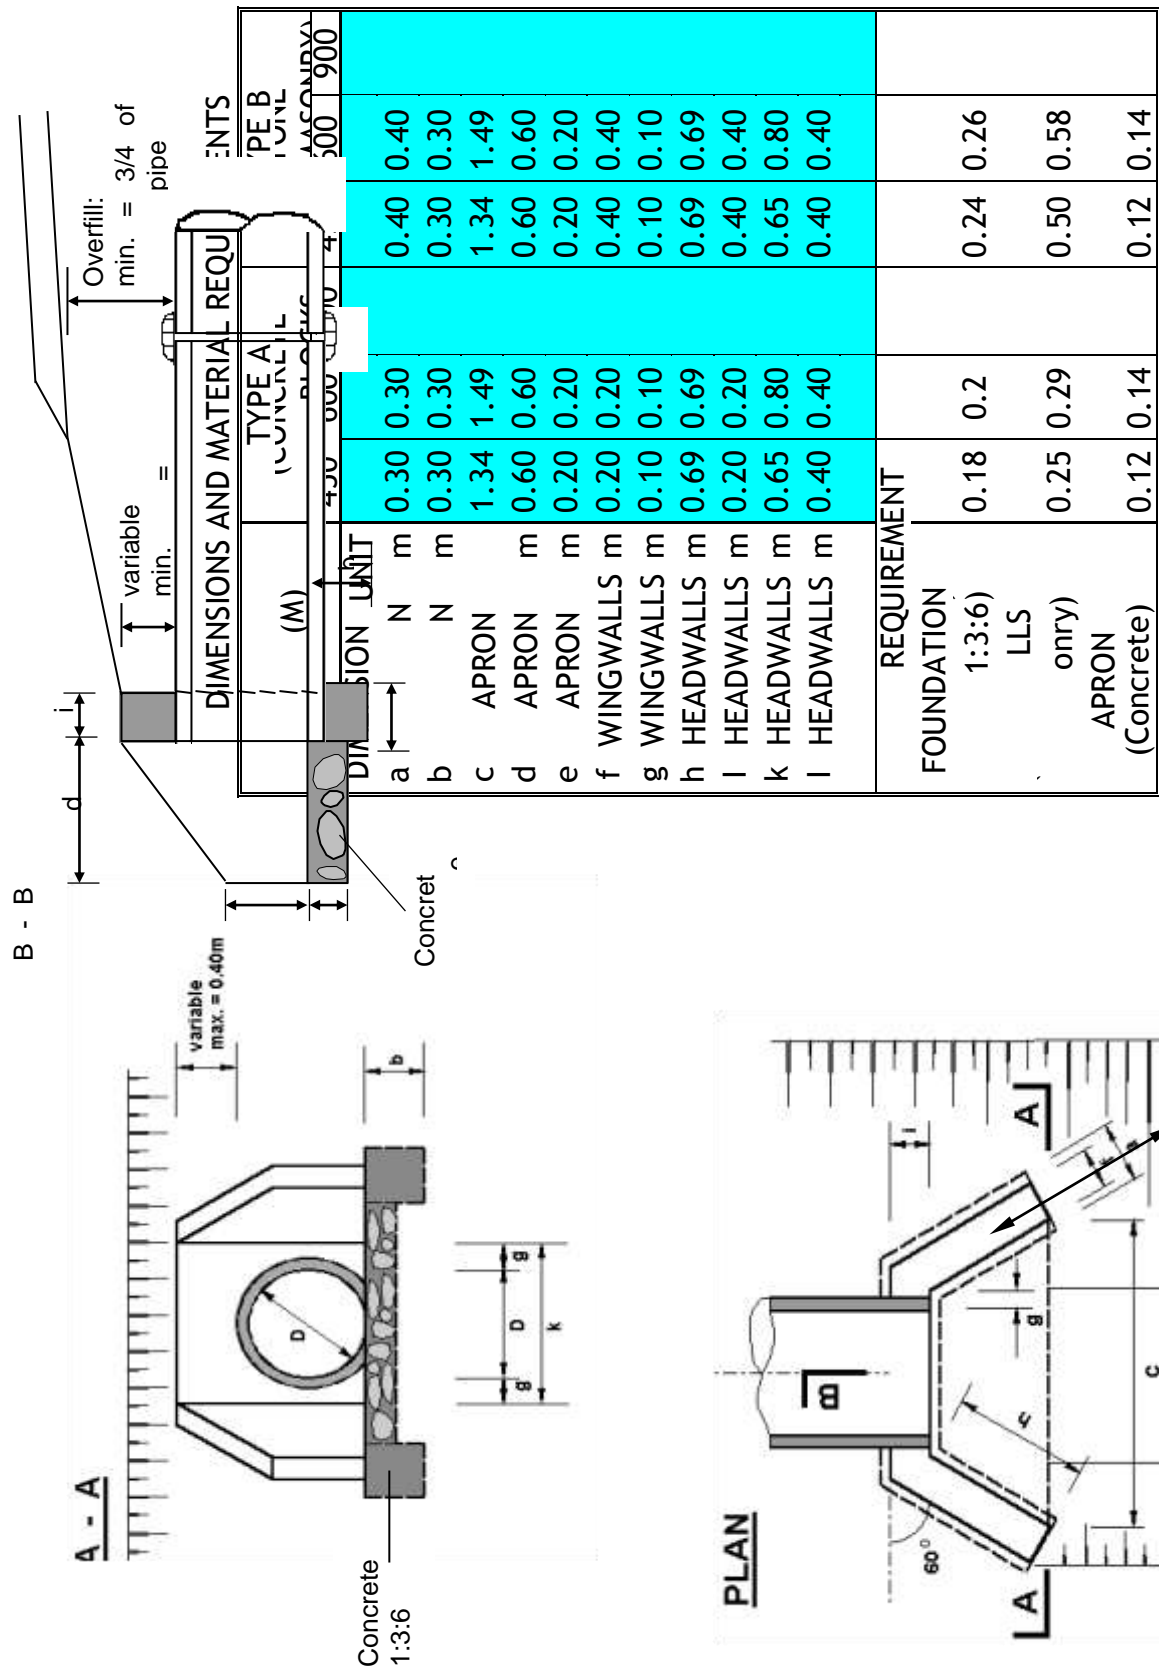 B - B
d
i
variable
min. =
Overfill:
min. = 3/4 of
pipe
Concret
DIMENSIONS AND MATERIAL REQU
ENTS
TYPE A
YPE B
(M)
900
UNIT
a N m 0.30 0.30 0.40 0.40
b N m 0.30 0.30 0.30 0.30
c APRON 1.34 1.49 1.34 1.49
d APRON m 0.60 0.60 0.60 0.60
e APRON m 0.20 0.20 0.20 0.20
f WINGWALLS m 0.20 0.20 0.40 0.40
g WINGWALLS m 0.10 0.10 0.10 0.10
h HEADWALLS m 0.69 0.69 0.69 0.69
I HEADWALLS m 0.20 0.20 0.40 0.40
k HEADWALLS m 0.65 0.80 0.65 0.80
l HEADWALLS m 0.40 0.40 0.40 0.40
REQUIREMENT
FOUNDATION
1:3:6) 0.18 0.2 0.24 0.26
LLS
onry) 0.25 0.29 0.50 0.58
APRON
(Concrete) 0.12 0.14 0.12 0.14
A - A
variable
max. = 0.40m
b
D
g D g
k
Concrete
1:3:6
PLAN
60°
A A
B
i
g
h
c